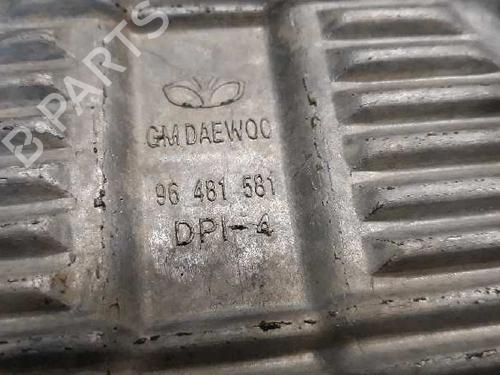 B-PARTS
GM DAEWOO
96 481 581
DPI-4